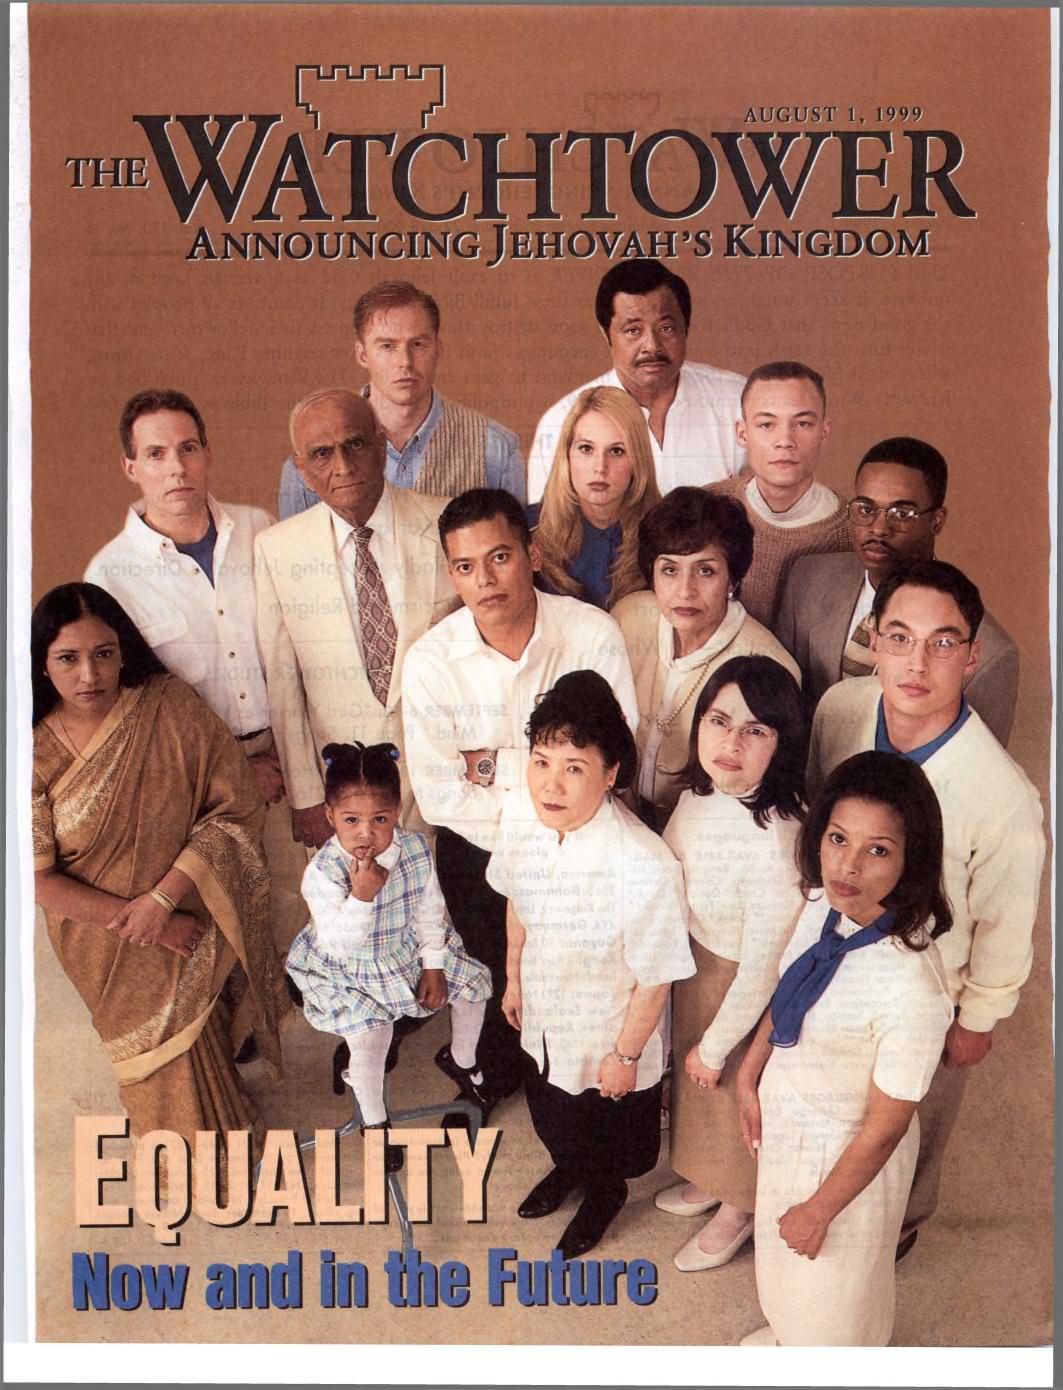 AUGUST 1, 1999
THE WATCHTOWER
ANNOUNCING JEHOVAH'S KINGDOM
EQUALITY
Now and in the Future